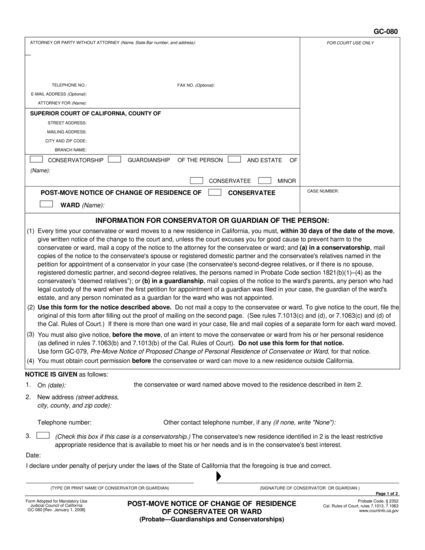 GC-080
ATTORNEY OR PARTY WITHOUT ATTORNEY (Name, State Bar number, and address):
FOR COURT USE ONLY
TELEPHONE NO.:
FAX NO. (Optional):
E-MAIL ADDRESS (Optional):
ATTORNEY FOR (Name):
SUPERIOR COURT OF CALIFORNIA, COUNTY OF
STREET ADDRESS:
MAILING ADDRESS:
CITY AND ZIP CODE:
BRANCH NAME:
CONSERVATORSHIP GUARDIANSHIP OF THE PERSON AND ESTATE OF
(Name):
CONSERVATEE MINOR
POST-MOVE NOTICE OF CHANGE OF RESIDENCE OF CONSERVATEE
CASE NUMBER:
WARD (Name):
INFORMATION FOR CONSERVATOR OR GUARDIAN OF THE PERSON:
(1) Every time your conservatee or ward moves to a new residence in California, you must, within 30 days of the date of the move,
give written notice of the change to the court and, unless the court excuses you for good cause to prevent harm to the
conservatee or ward, mail a copy of the notice to the attorney for the conservatee or ward; and (a) in a conservatorship, mail
copies of the notice to the conservatee's spouse or registered domestic partner and the conservatee's relatives named in the
petition for appointment of a conservator in your case (the conservatee's second-degree relatives, or if there is no spouse,
registered domestic partner, and second-degree relatives, the persons named in Probate Code section 1821(b)(1)–(4) as the
conservatee's "deemed relatives"); or (b) in a guardianship, mail copies of the notice to the ward's parents, any person who had
legal custody of the ward when the first petition for appointment of a guardian was filed in your case, the guardian of the ward's
estate, and any person nominated as a guardian for the ward who was not appointed.
(2) Use this form for the notice described above. Do not mail a copy to the conservatee or ward. To give notice to the court, file the
original of this form after filling out the proof of mailing on the second page. (See rules 7.1013(c) and (d), or 7.1063(c) and (d) of
the Cal. Rules of Court.) If there is more than one ward in your case, file and mail copies of a separate form for each ward moved.
(3) You must also give notice, before the move, of an intent to move the conservatee or ward from his or her personal residence
(as defined in rules 7.1063(b) and 7.1013(b) of the Cal. Rules of Court). Do not use this form for that notice.
Use form GC-079, Pre-Move Notice of Proposed Change of Personal Residence of Conservatee or Ward, for that notice.
(4) You must obtain court permission before the conservatee or ward can move to a new residence outside California.
NOTICE IS GIVEN as follows:
1. On (date): the conservatee or ward named above moved to the residence described in item 2.
2. New address (street address,
city, county, and zip code):
Telephone number: Other contact telephone number, if any (if none, write "None"):
3. (Check this box if this case is a conservatorship.) The conservatee's new residence identified in 2 is the least restrictive
appropriate residence that is available to meet his or her needs and is in the conservatee's best interest.
Date:
I declare under penalty of perjury under the laws of the State of California that the foregoing is true and correct.
(TYPE OR PRINT NAME OF CONSERVATOR OR GUARDIAN)
(SIGNATURE OF CONSERVATOR OR GUARDIAN )
Page 1 of 2
Form Adopted for Mandatory Use
Judicial Council of California
GC-080 [Rev. January 1, 2008]
POST-MOVE NOTICE OF CHANGE OF RESIDENCE
OF CONSERVATEE OR WARD
(Probate—Guardianships and Conservatorships)
Probate Code, § 2352
Cal. Rules of Court, rules 7.1013, 7.1063
www.courtinfo.ca.gov